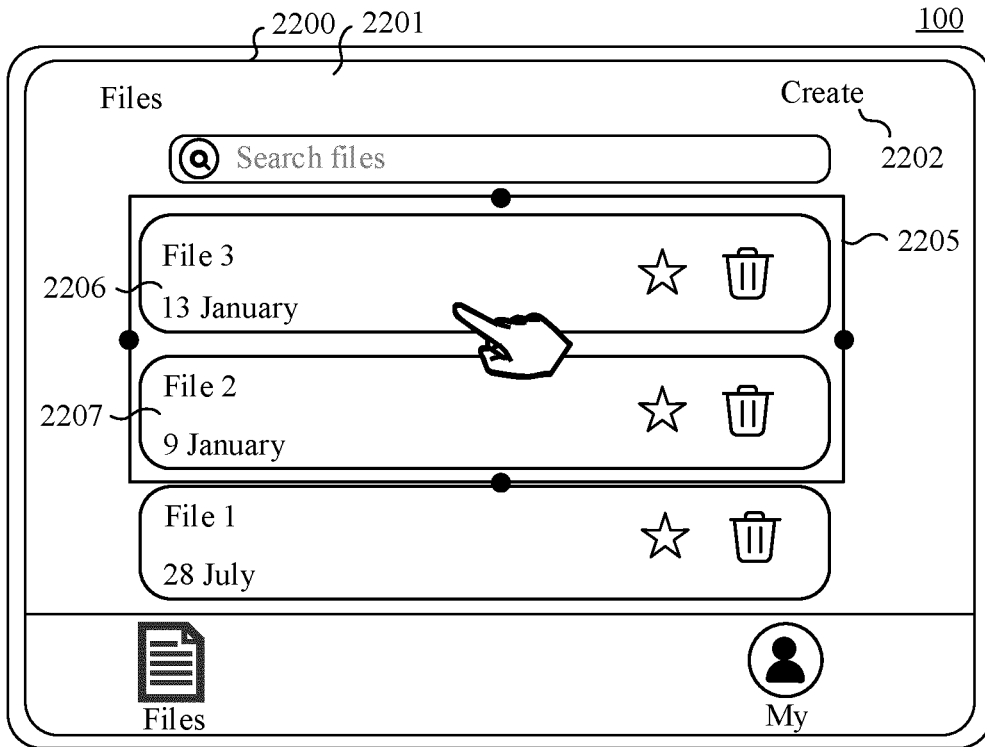 2200 2201 100
Files Create
2202
Search files
2205
File 3
2206
13 January
File 2
2207
9 January
File 1
28 July
Files My